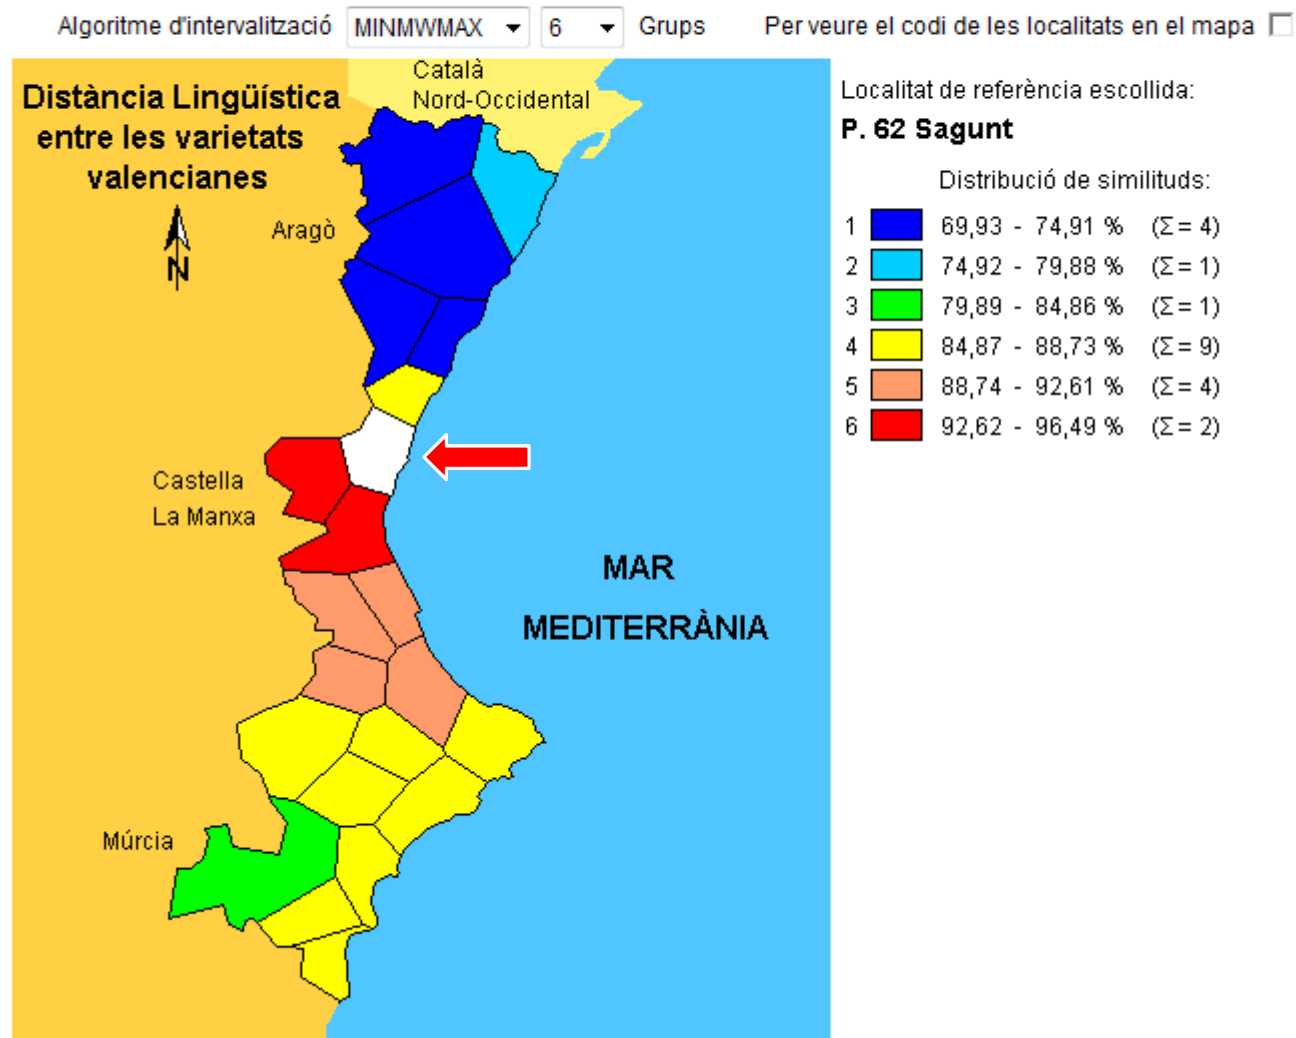 Algoritme d'intervalització MINMWMAX 6 Grups Per veure el codi de les localitats en el mapa
Distància Lingüística
entre les varietats
valencianes
N
Català
Nord-Occidental
Aragò
Castella
La Manxa
Múrcia
MAR
MEDITERRÀNIA
Localitat de referència escollida:
P. 62 Sagunt
Distribució de similituds:
1 69,93 - 74,91 % (Σ = 4)
2 74,92 - 79,88 % (Σ = 1)
3 79,89 - 84,86 % (Σ = 1)
4 84,87 - 88,73 % (Σ = 9)
5 88,74 - 92,61 % (Σ = 4)
6 92,62 - 96,49 % (Σ = 2)